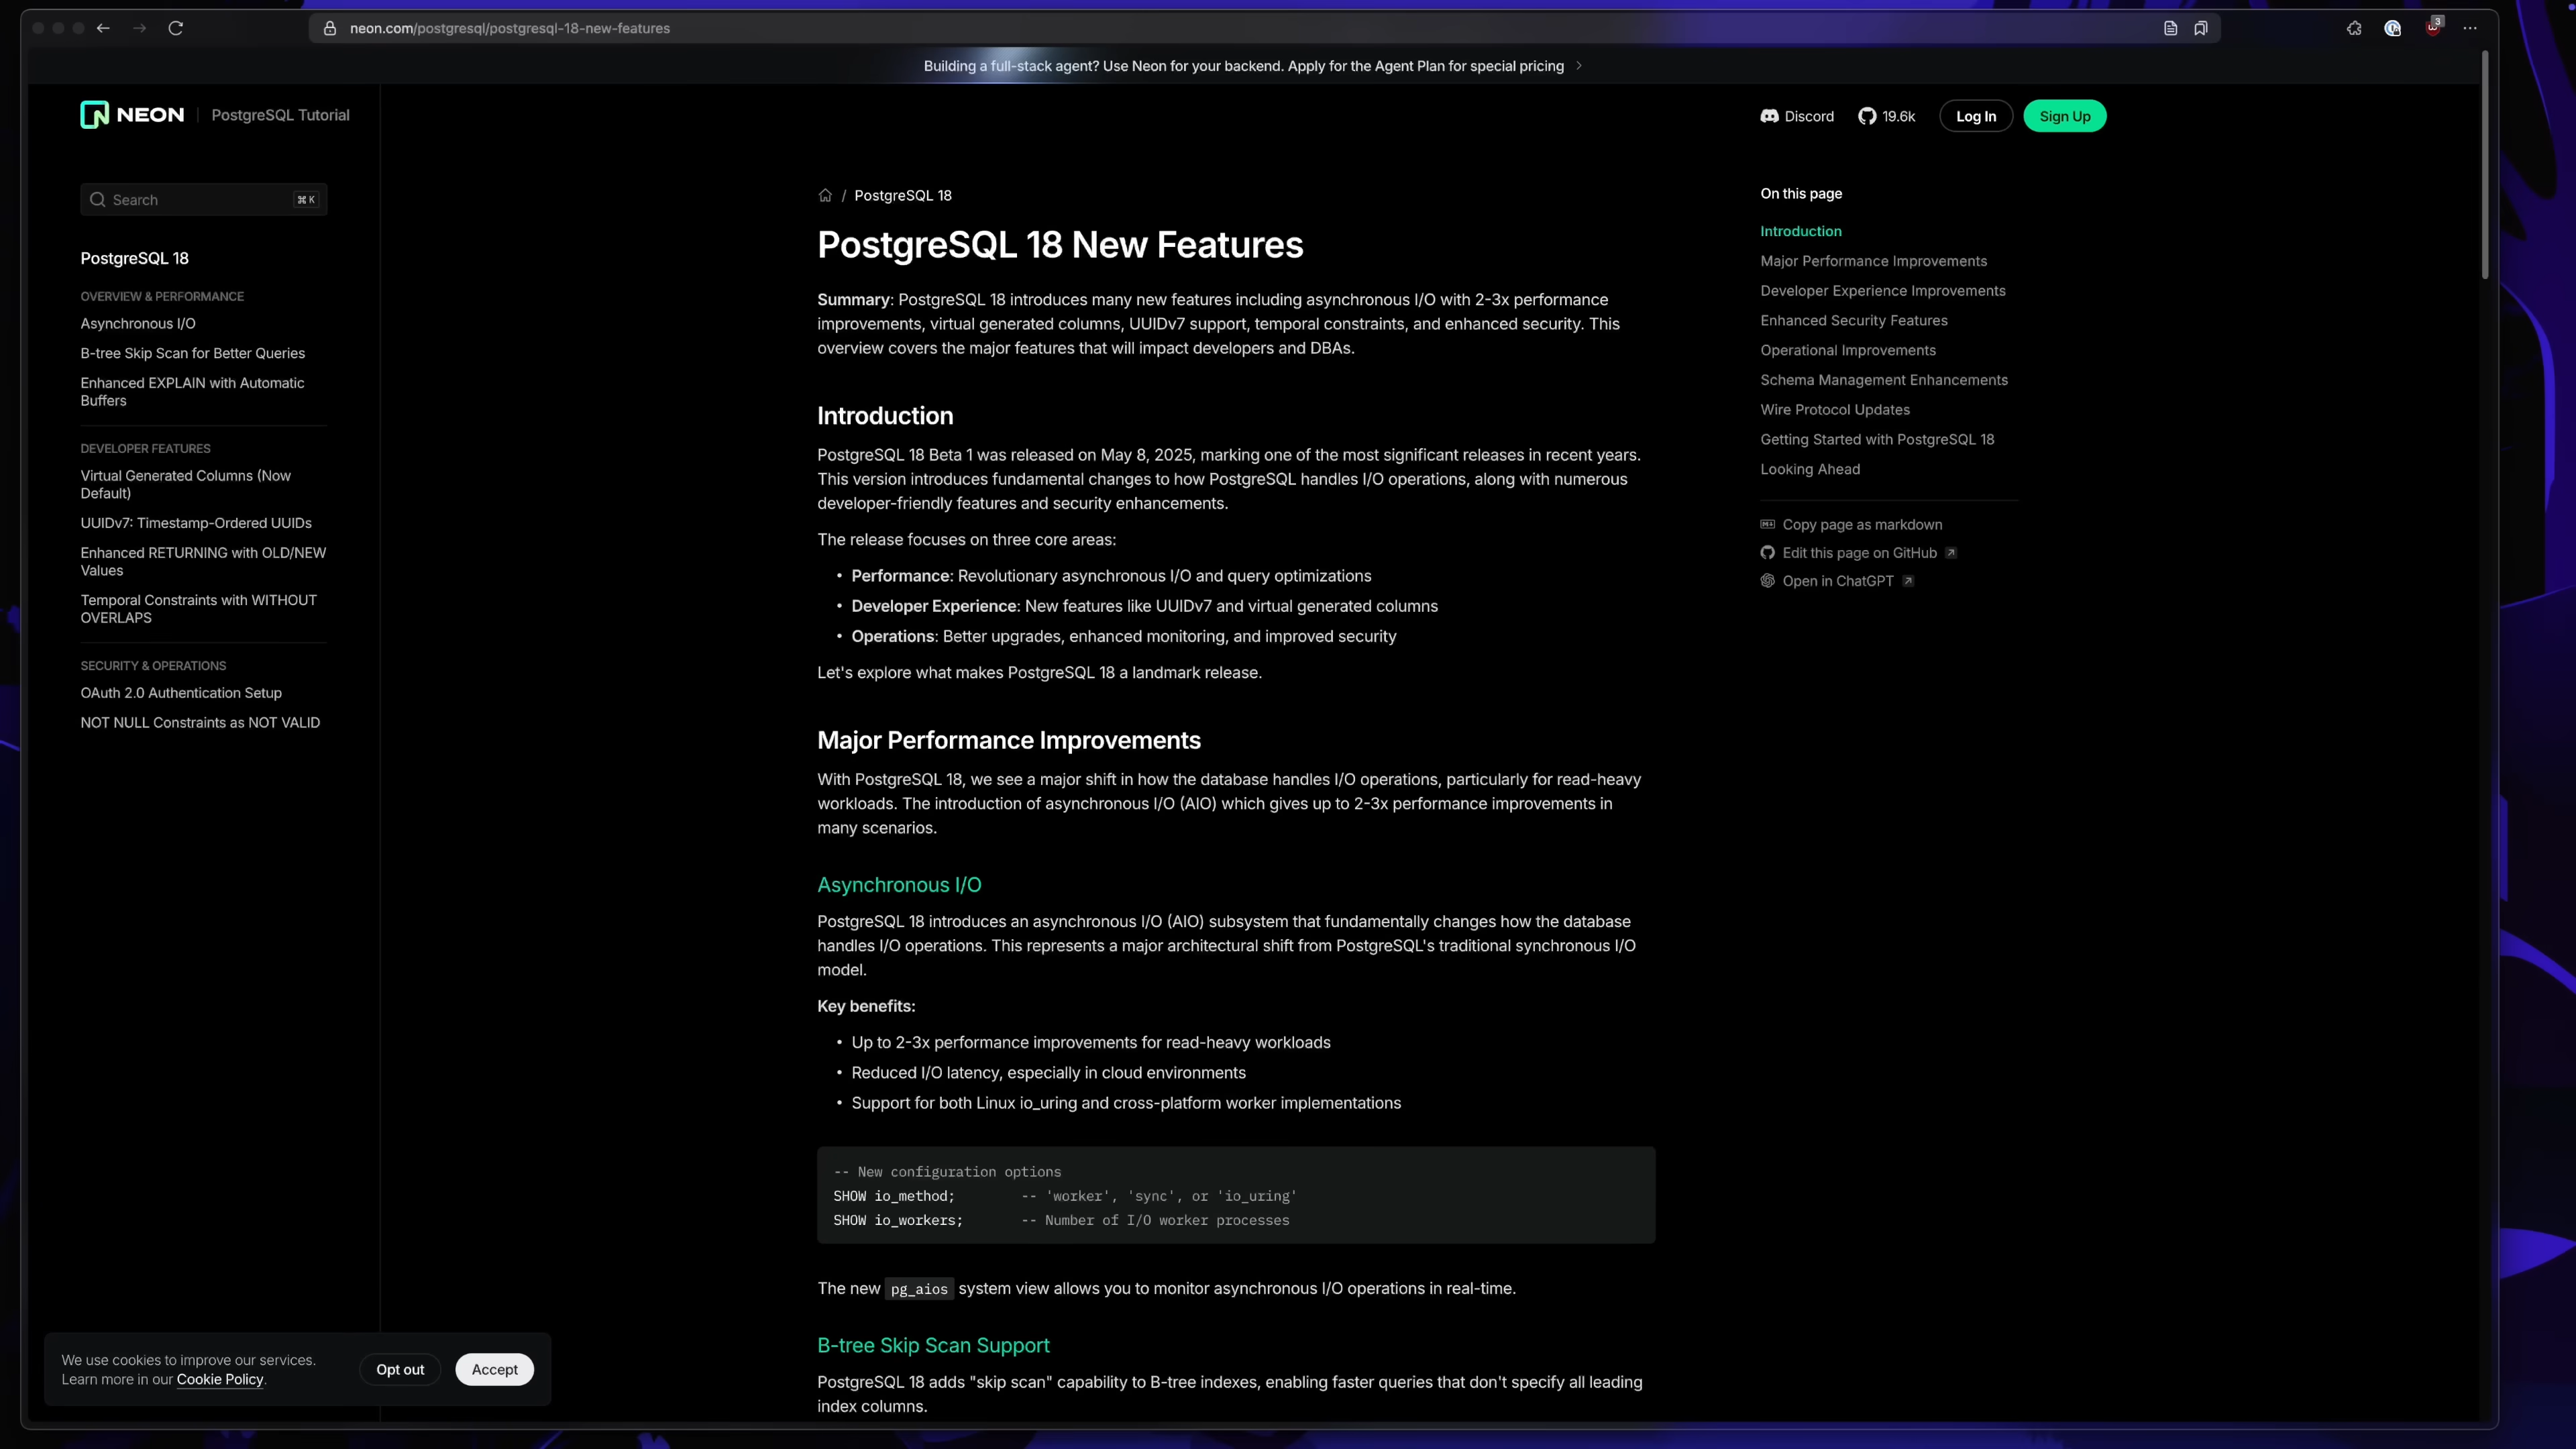 neon.com/postgresql/postgresql-18-new-features
3
Building a full-stack agent? Use Neon for your backend. Apply for the Agent Plan for special pricing
NEON
PostgreSQL Tutorial
Discord
19.6k
Log In
Sign Up
Search
⌘ K
PostgreSQL 18
OVERVIEW & PERFORMANCE
Asynchronous I/O
B-tree Skip Scan for Better Queries
Enhanced EXPLAIN with Automatic
Buffers
DEVELOPER FEATURES
Virtual Generated Columns (Now
Default)
UUIDv7: Timestamp-Ordered UUIDs
Enhanced RETURNING with OLD/NEW
Values
Temporal Constraints with WITHOUT
OVERLAPS
SECURITY & OPERATIONS
OAuth 2.0 Authentication Setup
NOT NULL Constraints as NOT VALID
/ PostgreSQL 18
PostgreSQL 18 New Features
Summary: PostgreSQL 18 introduces many new features including asynchronous I/O with 2-3x performance
improvements, virtual generated columns, UUIDv7 support, temporal constraints, and enhanced security. This
overview covers the major features that will impact developers and DBAs.
Introduction
PostgreSQL 18 Beta 1 was released on May 8, 2025, marking one of the most significant releases in recent years.
This version introduces fundamental changes to how PostgreSQL handles I/O operations, along with numerous
developer-friendly features and security enhancements.
The release focuses on three core areas:
• Performance: Revolutionary asynchronous I/O and query optimizations
• Developer Experience: New features like UUIDv7 and virtual generated columns
• Operations: Better upgrades, enhanced monitoring, and improved security
Let's explore what makes PostgreSQL 18 a landmark release.
Major Performance Improvements
With PostgreSQL 18, we see a major shift in how the database handles I/O operations, particularly for read-heavy
workloads. The introduction of asynchronous I/O (AIO) which gives up to 2-3x performance improvements in
many scenarios.
Asynchronous I/O
PostgreSQL 18 introduces an asynchronous I/O (AIO) subsystem that fundamentally changes how the database
handles I/O operations. This represents a major architectural shift from PostgreSQL's traditional synchronous I/O
model.
Key benefits:
• Up to 2-3x performance improvements for read-heavy workloads
• Reduced I/O latency, especially in cloud environments
• Support for both Linux io_uring and cross-platform worker implementations
-- New configuration options
SHOW io_method; -- 'worker', 'sync', or 'io_uring'
SHOW io_workers; -- Number of I/O worker processes
The new pg_aios system view allows you to monitor asynchronous I/O operations in real-time.
B-tree Skip Scan Support
PostgreSQL 18 adds "skip scan" capability to B-tree indexes, enabling faster queries that don't specify all leading
index columns.
On this page
Introduction
Major Performance Improvements
Developer Experience Improvements
Enhanced Security Features
Operational Improvements
Schema Management Enhancements
Wire Protocol Updates
Getting Started with PostgreSQL 18
Looking Ahead
Copy page as markdown
Edit this page on GitHub
Open in ChatGPT
We use cookies to improve our services.
Learn more in our Cookie Policy.
Opt out
Accept